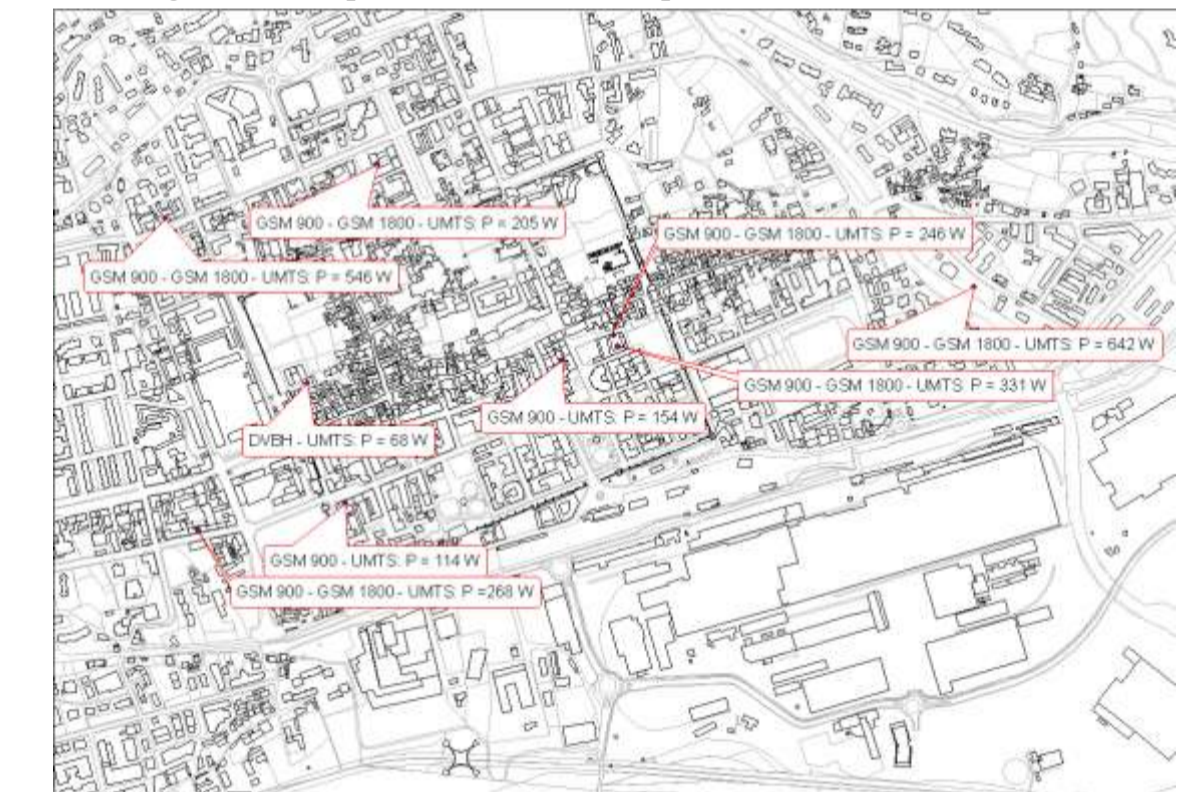 GSM 900 - GSM 1800 - UMTS: P = 205 W
GSM 900 - GSM 1800 - UMTS: P = 246 W
GSM 900 - GSM 1800 - UMTS: P = 546 W
GSM 900 - GSM 1800 - UMTS: P = 642 W
GSM 900 - GSM 1800 - UMTS: P = 331 W
GSM 900 - UMTS: P = 154 W
DVBH - UMTS: P = 68 W
GSM 900 - UMTS: P = 114 W
GSM 900 - GSM 1800 - UMTS: P =268 W